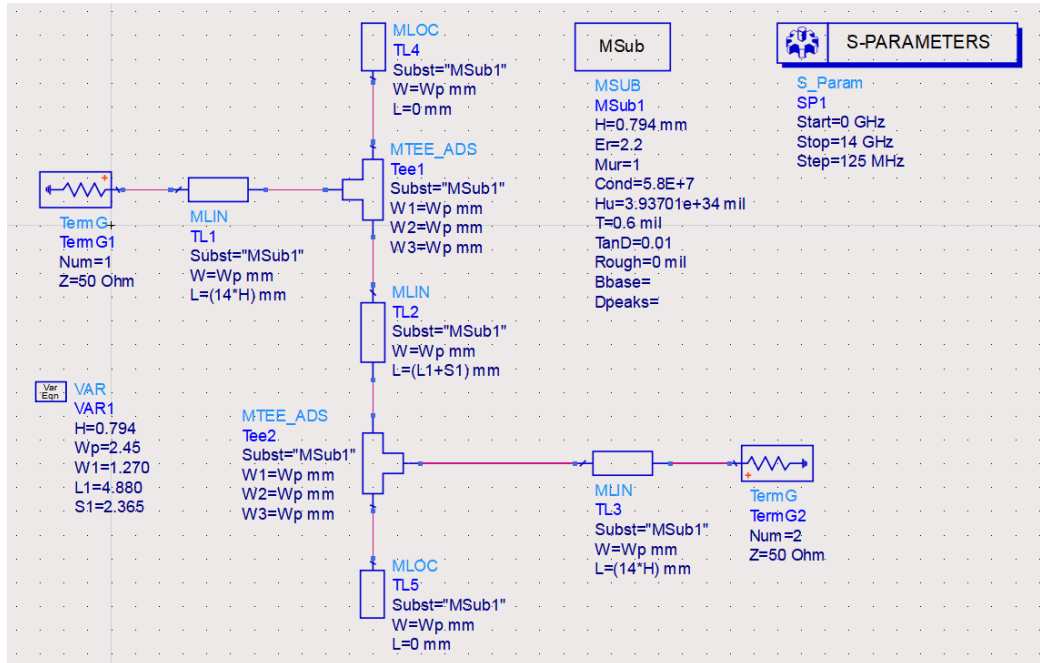 MLOC
TL4
Subst="MSub1"
W=Wp mm
L=0 mm
MSub
MSUB
MSub1
H=0.794 mm
Er=2.2
Mur=1
Cond=5.8E+7
Hu=3.93701e+34 mil
T=0.6 mil
TanD=0.01
Rough=0 mil
Bbase=
Dpeaks=
S-PARAMETERS
S_Param
SP1
Start=0 GHz
Stop=14 GHz
Step=125 MHz
MTEE_ADS
Tee1
Subst="MSub1"
W1=Wp mm
W2=Wp mm
W3=Wp mm
TermG
TermG1
Num=1
Z=50 Ohm
MLIN
TL1
Subst="MSub1"
W=Wp mm
L=(14*H) mm
MLIN
TL2
Subst="MSub1"
W=Wp mm
L=(L1+S1) mm
Var
Eqn
VAR
VAR1
H=0.794
Wp=2.45
W1=1.270
L1=4.880
S1=2.365
MTEE_ADS
Tee2
Subst="MSub1"
W1=Wp mm
W2=Wp mm
W3=Wp mm
MLIN
TL3
Subst="MSub1"
W=Wp mm
L=(14*H) mm
TermG
TermG2
Num=2
Z=50 Ohm
MLOC
TL5
Subst="MSub1"
W=Wp mm
L=0 mm